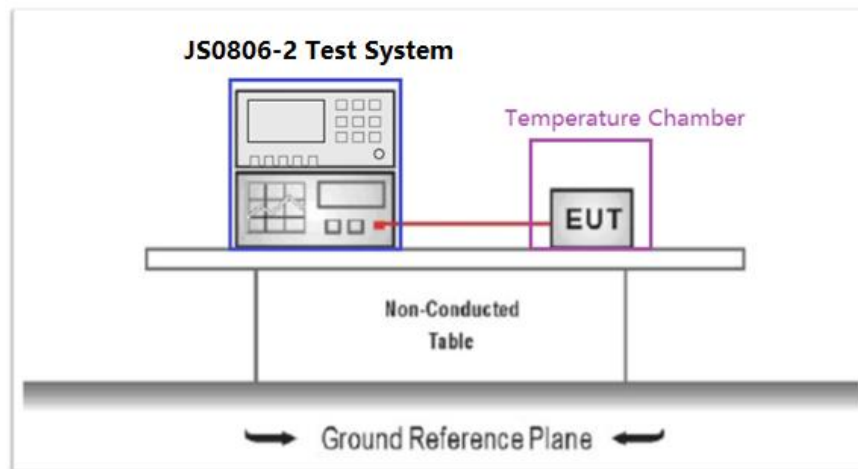 JS0806-2 Test System
Temperature Chamber
EUT
Non-Conducted
Table
Ground Reference Plane